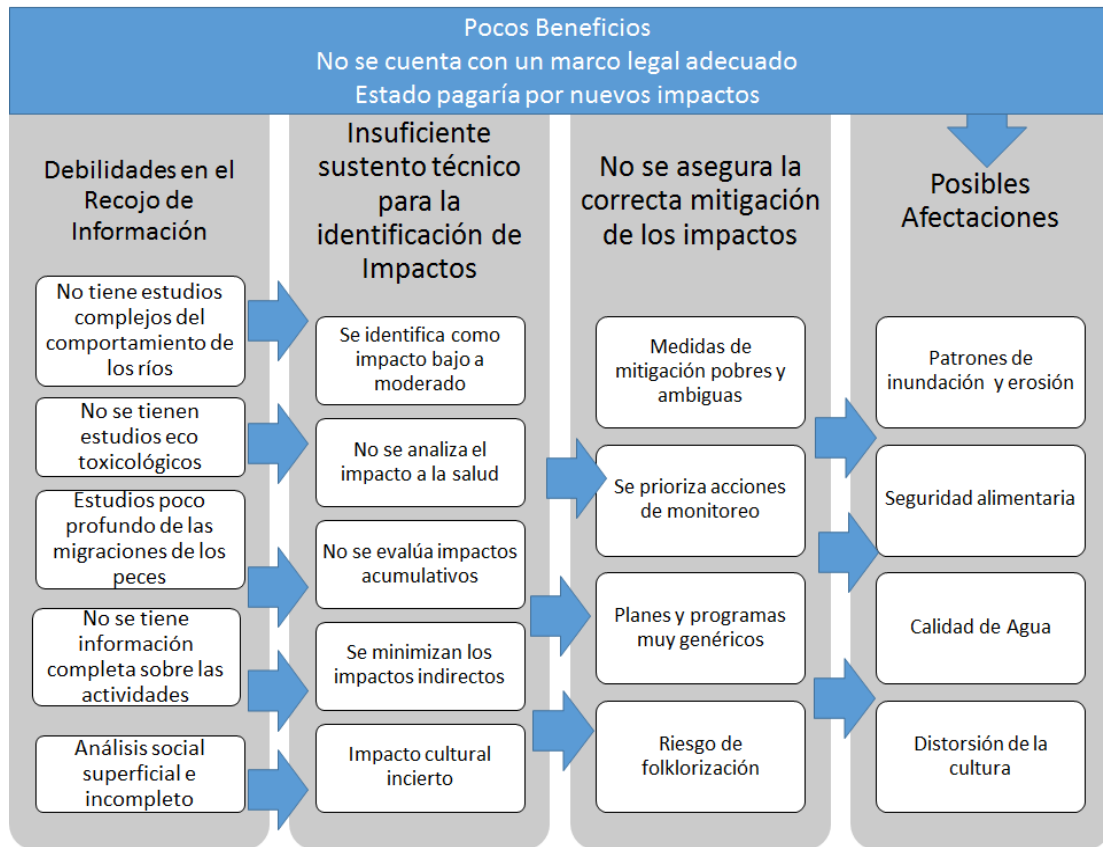 Pocos Beneficios
No se cuenta con un marco legal adecuado
Estado pagaría por nuevos impactos
Debilidades en el
Recojo de
Información
No tiene estudios
complejos del
comportamiento de
los ríos
No se tienen
estudios eco
toxicológicos
Estudios poco
profundo de las
migraciones de los
peces
No se tiene
información
completa sobre las
actividades
Análisis social
superficial e
incompleto
Insuficiente
sustento técnico
para la
identificación de
Impactos
Se identifica como
impacto bajo a
moderado
No se analiza el
impacto a la salud
No se evalúa impactos
acumulativos
Se minimizan los
impactos indirectos
Impacto cultural
incierto
No se asegura la
correcta mitigación
de los impactos
Medidas de
mitigación pobres y
ambiguas
Se prioriza acciones
de monitoreo
Planes y programas
muy genéricos
Riesgo de
folklorización
Posibles
Afectaciones
Patrones de
inundación y erosión
Seguridad alimentaria
Calidad de Agua
Distorsión de la
cultura